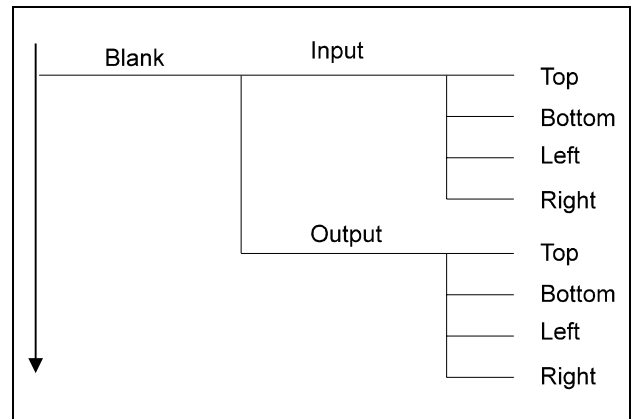 Blank
Input
Top
Bottom
Left
Right
Output
Top
Bottom
Left
Right